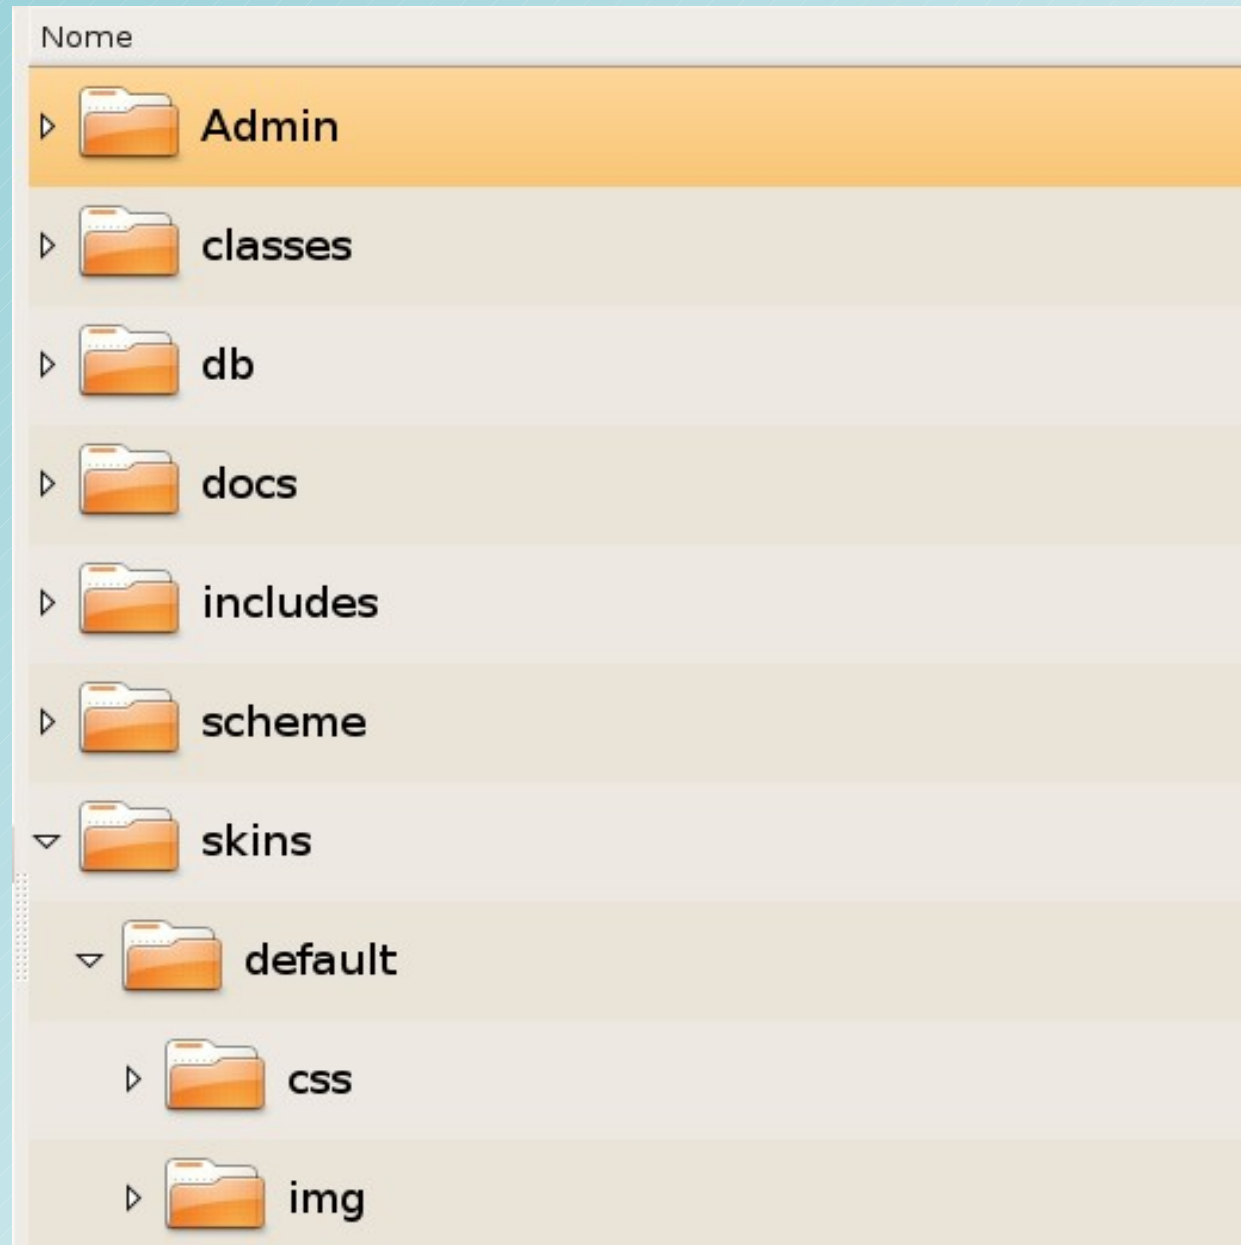 Nome
Admin
classes
db
docs
includes
scheme
skins
default
css
img